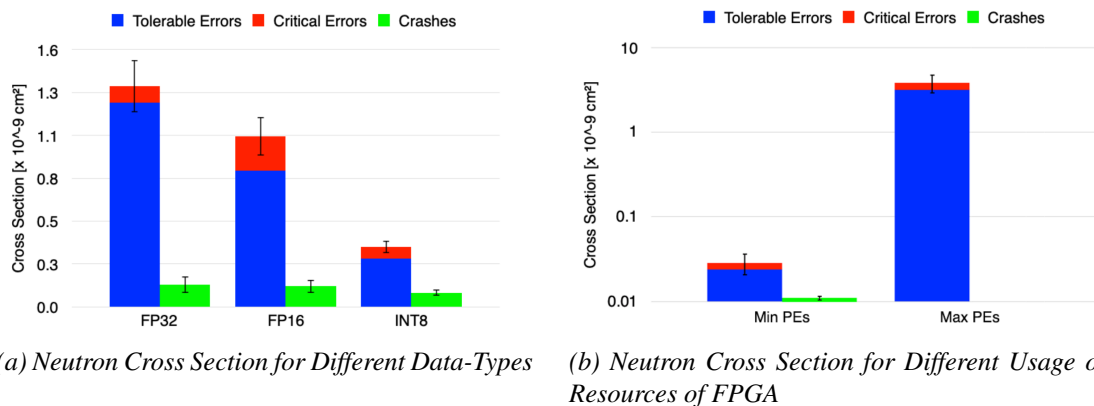 Tolerable Errors Critical Errors Crashes
Cross Section [x 10^-9 cm²]
1.6
1.3
1.1
0.8
0.5
0.3
0.0
FP32 FP16 INT8
(a) Neutron Cross Section for Different Data-Types
Tolerable Errors Critical Errors Crashes
Cross Section [x 10^-9 cm²]
10
1
0.1
0.01
Min PEs Max PEs
(b) Neutron Cross Section for Different Usage o
Resources of FPGA